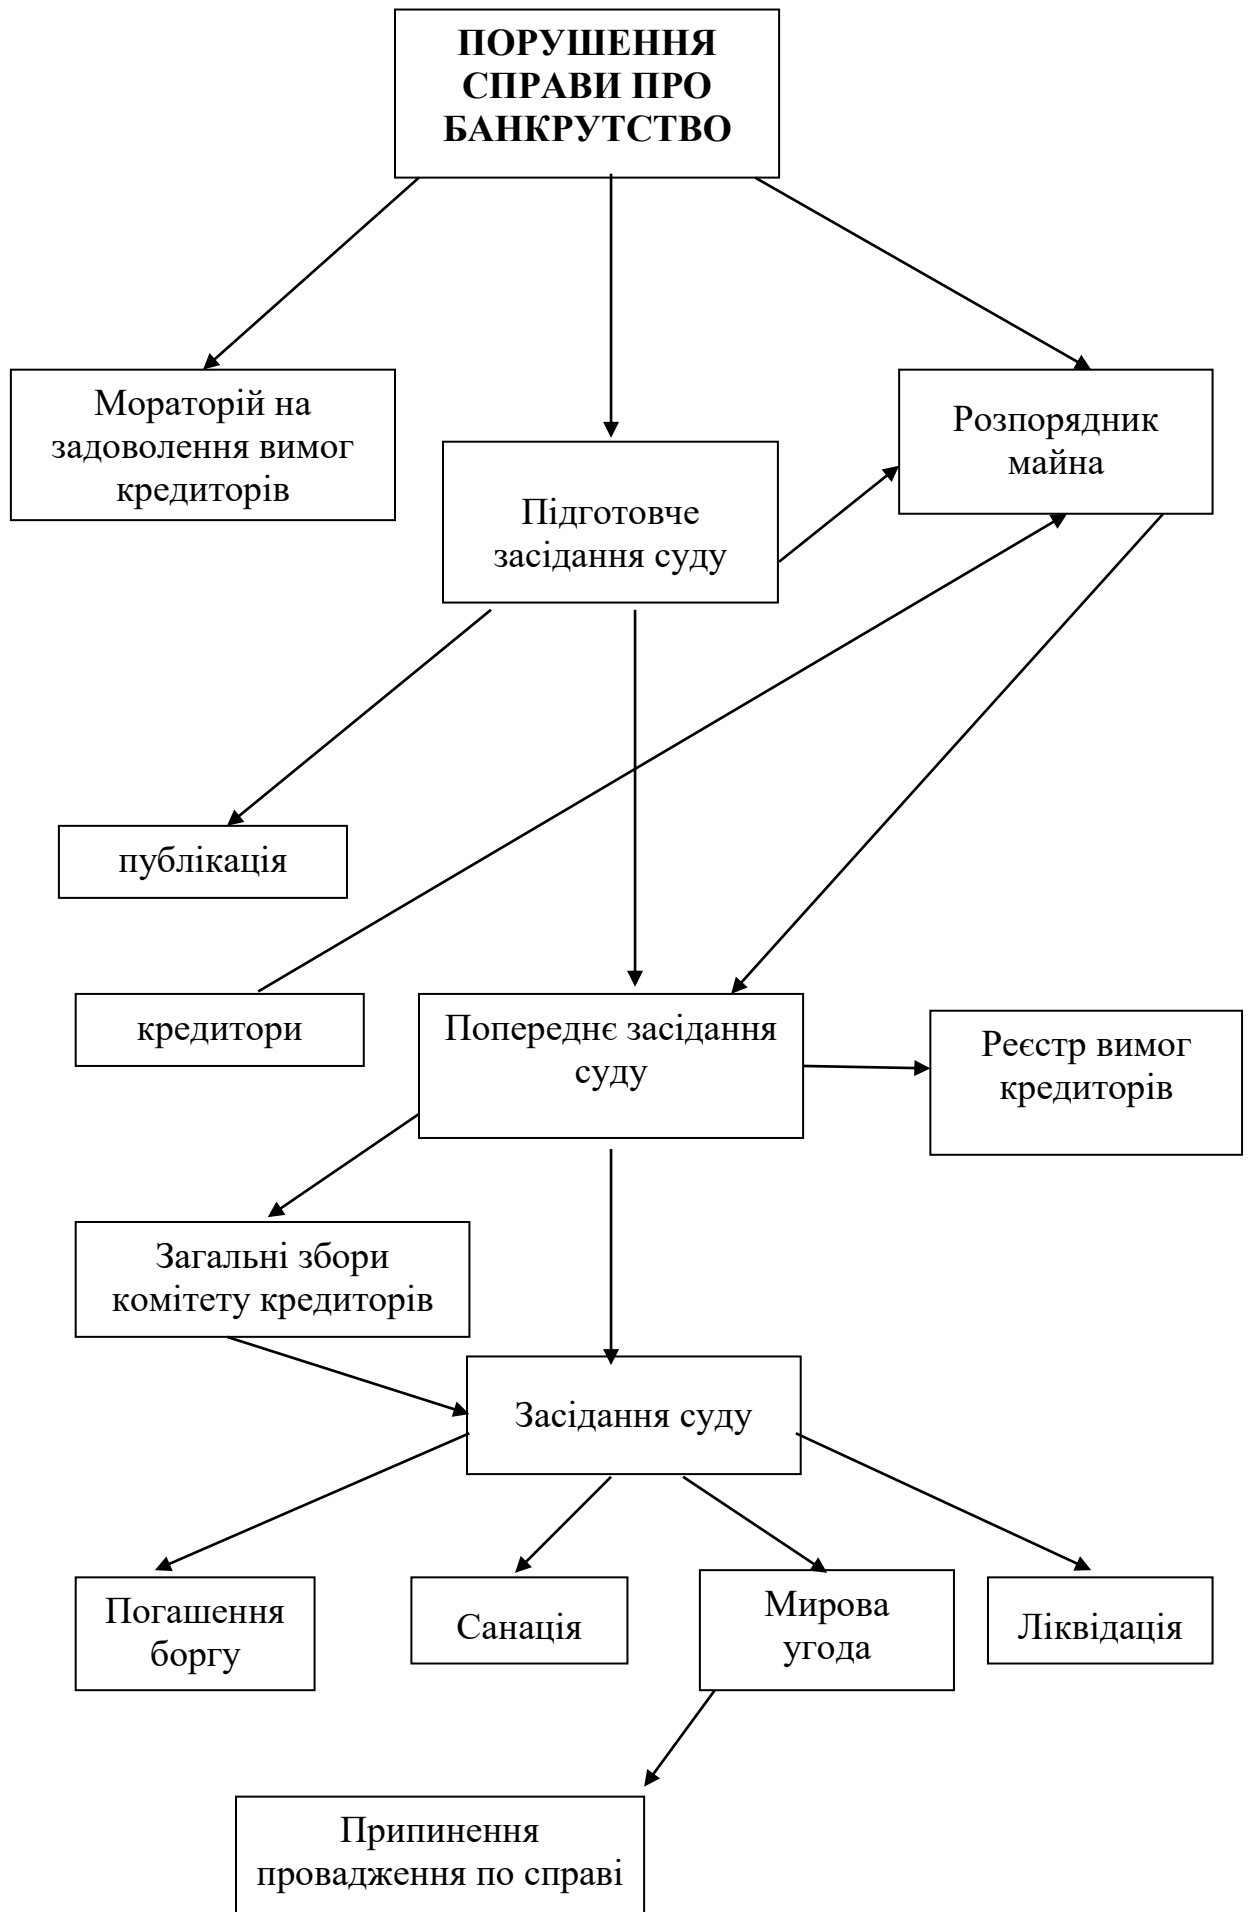 ПОРУШЕННЯ
СПРАВИ ПРО
БАНКРУТСТВО
Мораторій на
задоволення вимог
кредиторів
Розпорядник
майна
Підготовче
засідання суду
публікація
кредитори
Попереднє засідання
суду
Реєстр вимог
кредиторів
Загальні збори
комітету кредиторів
Засідання суду
Погашення
боргу
Санація
Мирова
угода
Ліквідація
Припинення
провадження по справі